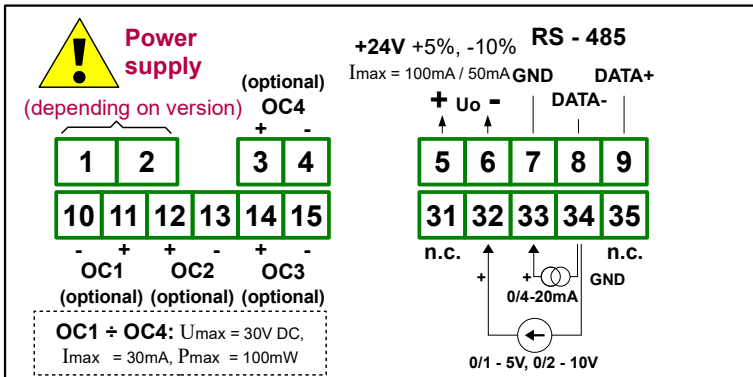 Power
supply
(depending on version)
(optional)
OC4
+ -
+24V +5%, -10%
Imax = 100mA / 50mA
+ Uo -
RS - 485
GND
DATA+
DATA-
1 2 3 4
5 6 7 8 9
10 11 12 13 14 15
31 32 33 34 35
- + + - + -
OC1 OC2 OC3
(optional) (optional) (optional)
n.c.
n.c.
+
+
GND
0/4-20mA
0/1 - 5V, 0/2 - 10V
OC1 ÷ OC4: Umax = 30V DC,
Imax = 30mA, Pmax = 100mW